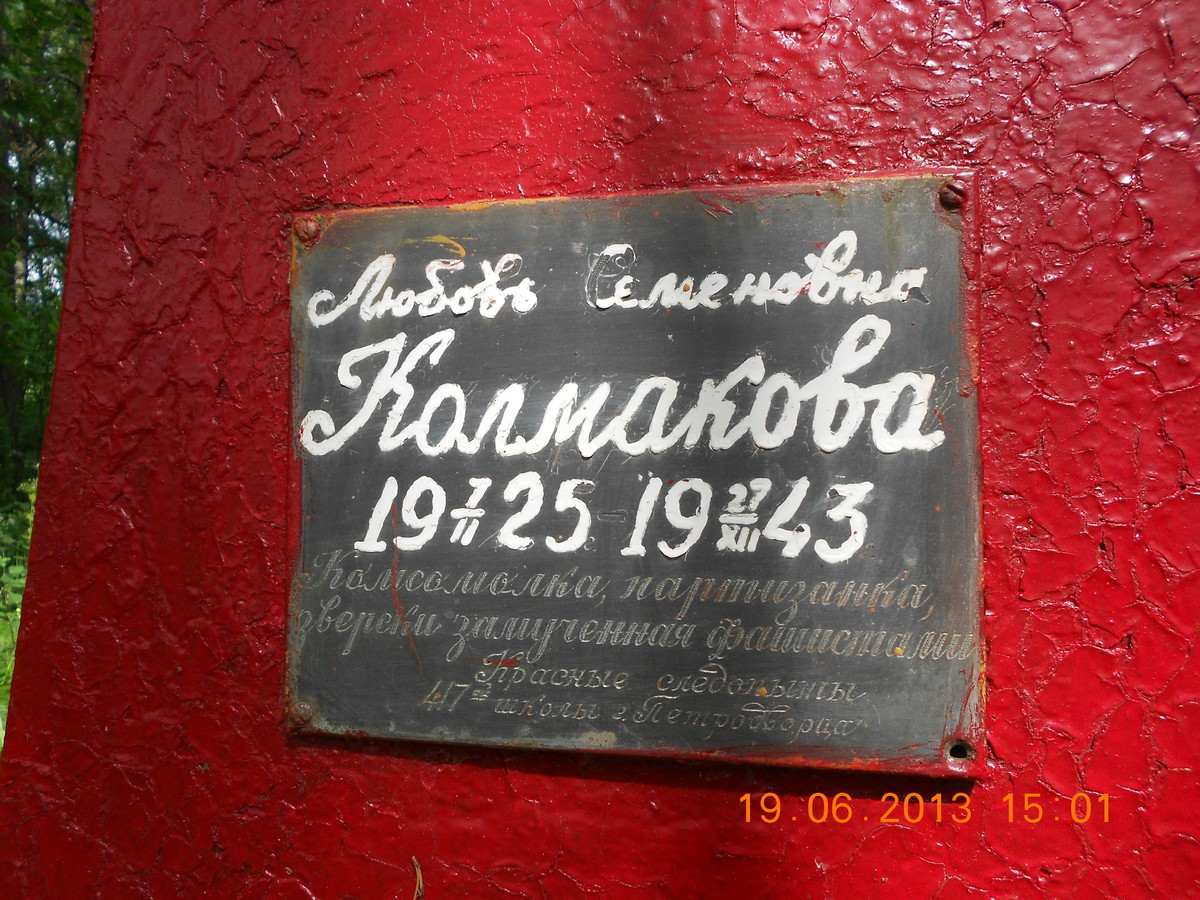 Любовь Семеновна
Колмакова
19 7/II 25 - 19 27/XII 43
Комсомолка, партизанка,
зверски замученная фашистами
Красные следопыты
417ой школы г. Петродворца
19.06.2013 15:01